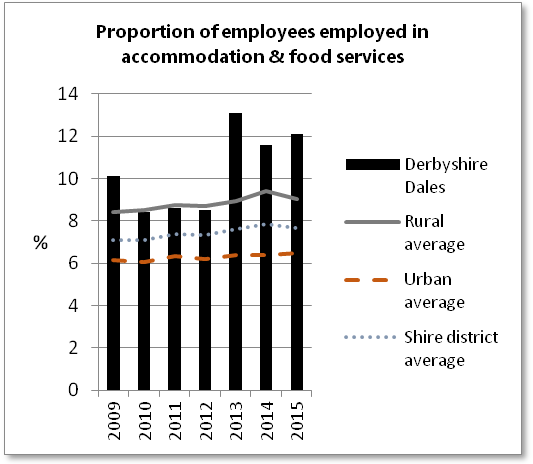 Proportion of employees employed in
accommodation & food services
14
12
10
8
6
4
2
0
%
2009
2010
2011
2012
2013
2014
2015
Derbyshire
Dales
Rural
average
Urban
average
Shire district
average